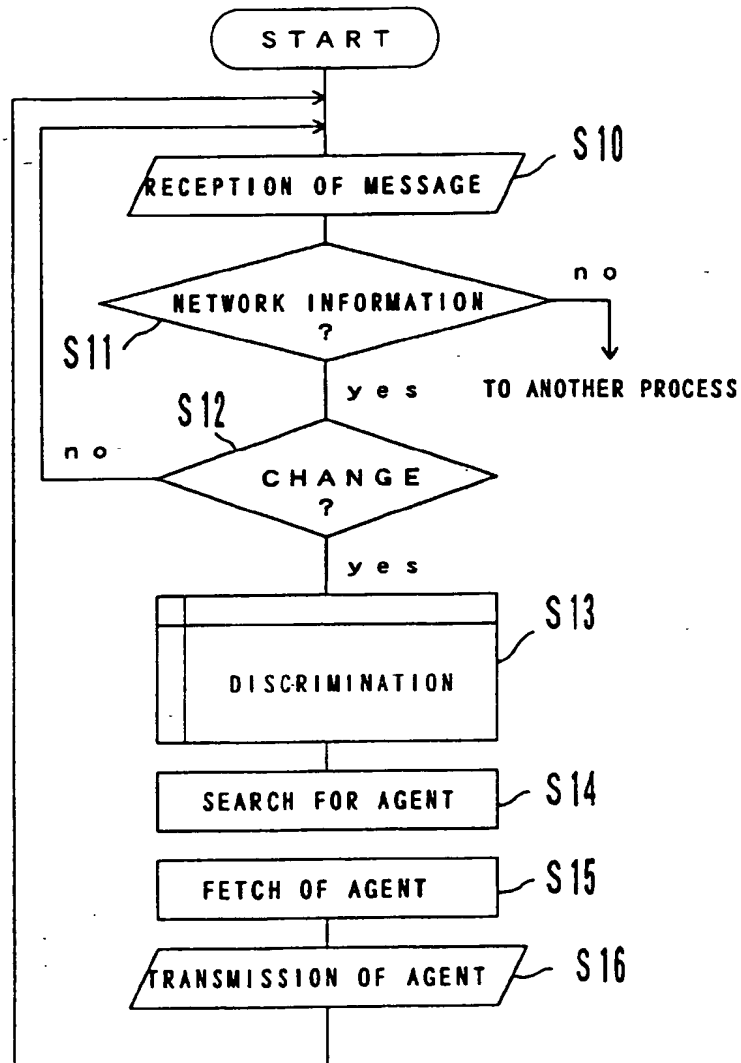 START
S10
RECEPTION OF MESSAGE
no
NETWORK INFORMATION
?
S11
yes
TO ANOTHER PROCESS
S12
no
CHANGE
?
yes
S13
DISCRIMINATION
SEARCH FOR AGENT
S14
FETCH OF AGENT
S15
TRANSMISSION OF AGENT
S16